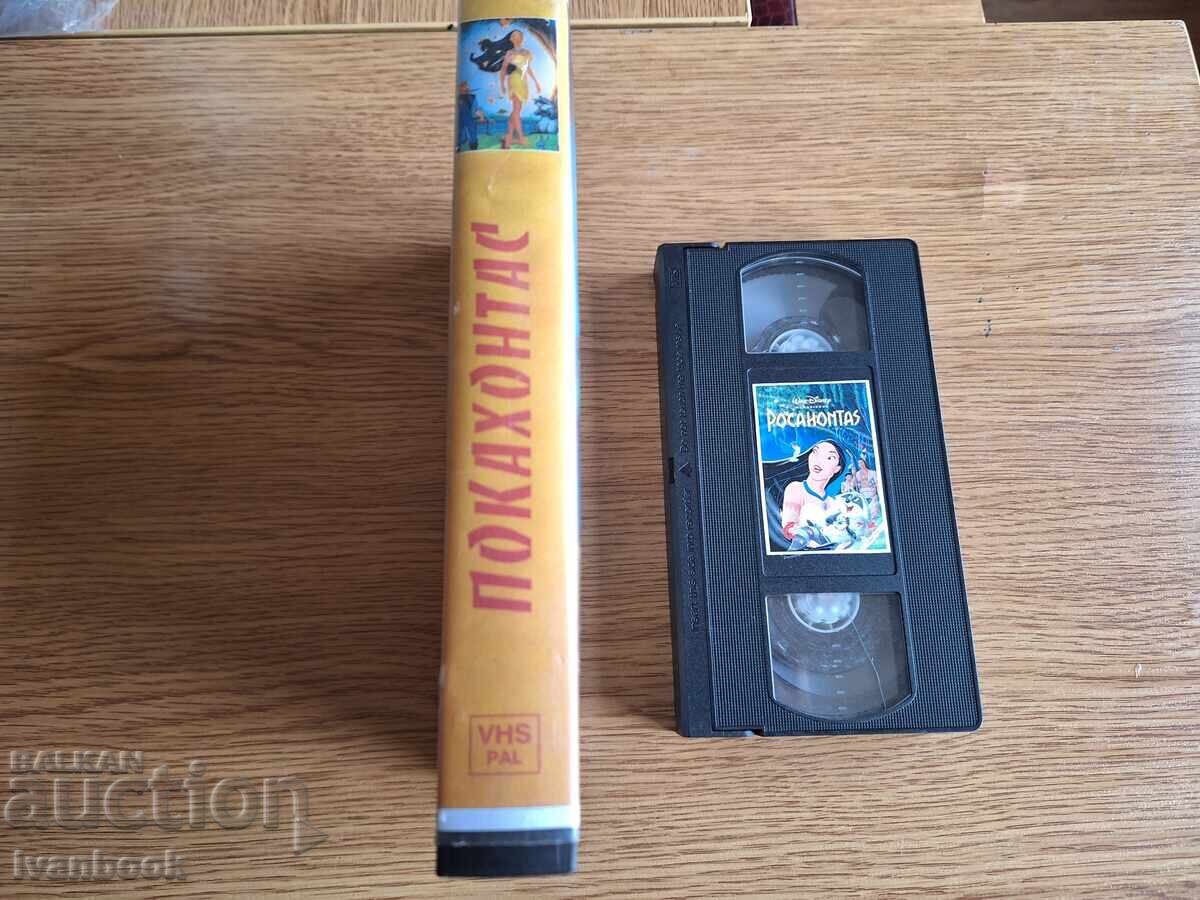 ПОКАХОНТАС
VHS
PAL
Walt Disney
POCAHONTAS
BALKAN
auction
Ivanbook